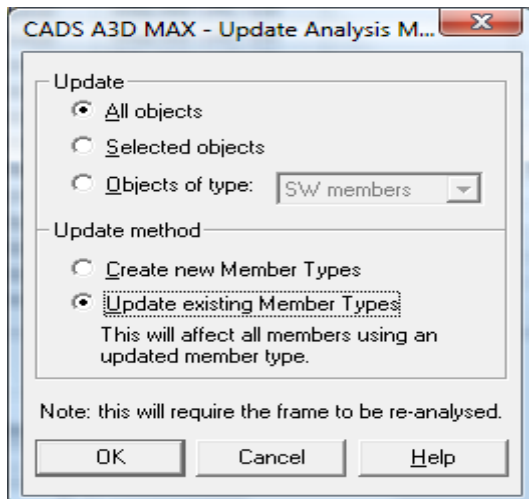 CADS A3D MAX - Update Analysis M...
Update
All objects
Selected objects
Objects of type: SW members
Update method
Create new Member Types
Update existing Member Types
This will affect all members using an
updated member type.
Note: this will require the frame to be re-analysed.
OK Cancel Help